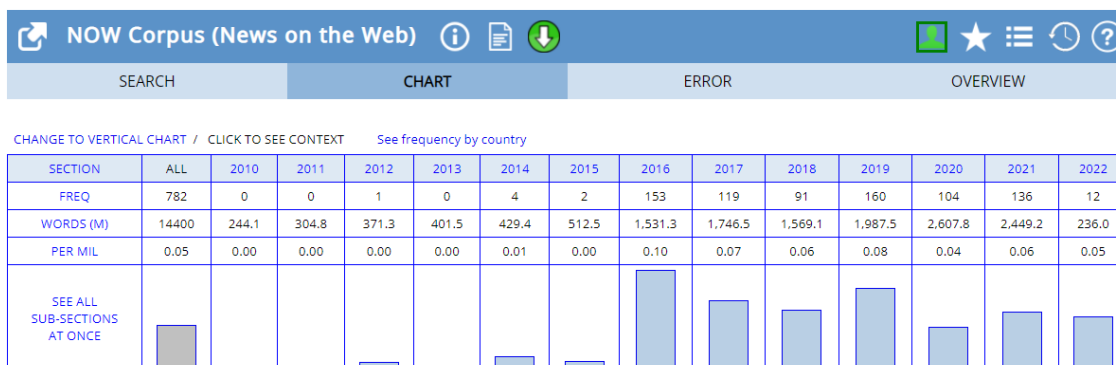 NOW Corpus (News on the Web)
SEARCH CHART ERROR OVERVIEW
CHANGE TO VERTICAL CHART / CLICK TO SEE CONTEXT See frequency by country
SECTION ALL 2010 2011 2012 2013 2014 2015 2016 2017 2018 2019 2020 2021 2022
FREQ 782 0 0 1 0 4 2 153 119 91 160 104 136 12
WORDS (M) 14400 244.1 304.8 371.3 401.5 429.4 512.5 1,531.3 1,746.5 1,569.1 1,987.5 2,607.8 2,449.2 236.0
PER MIL 0.05 0.00 0.00 0.00 0.00 0.01 0.00 0.10 0.07 0.06 0.08 0.04 0.06 0.05
SEE ALL
SUB-SECTIONS
AT ONCE